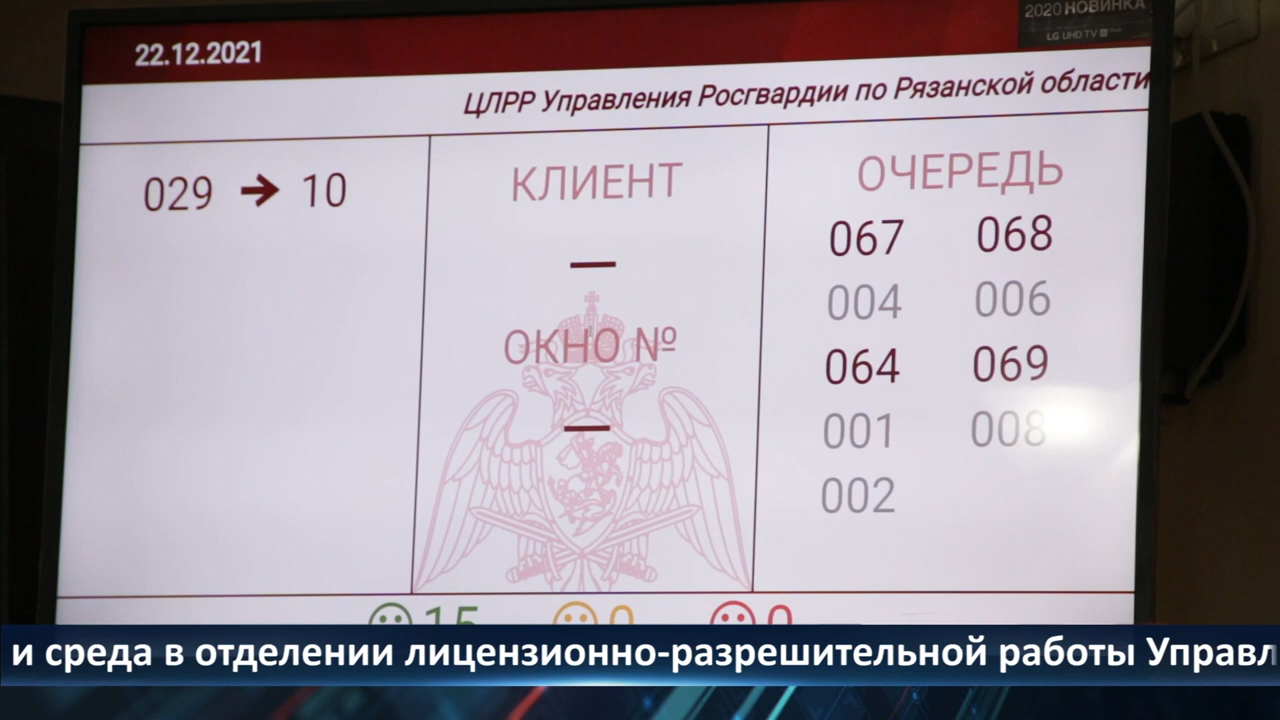 2020 НОВИНКА
LG UHD TV
22.12.2021
ЦЛРР Управления Росгвардии по Рязанской области
029 → 10
КЛИЕНТ
—
ОКНО №
—
ОЧЕРЕДЬ
067 068
004 006
064 069
001 008
002
15 0 0
и среда в отделении лицензионно-разрешительной работы Управл